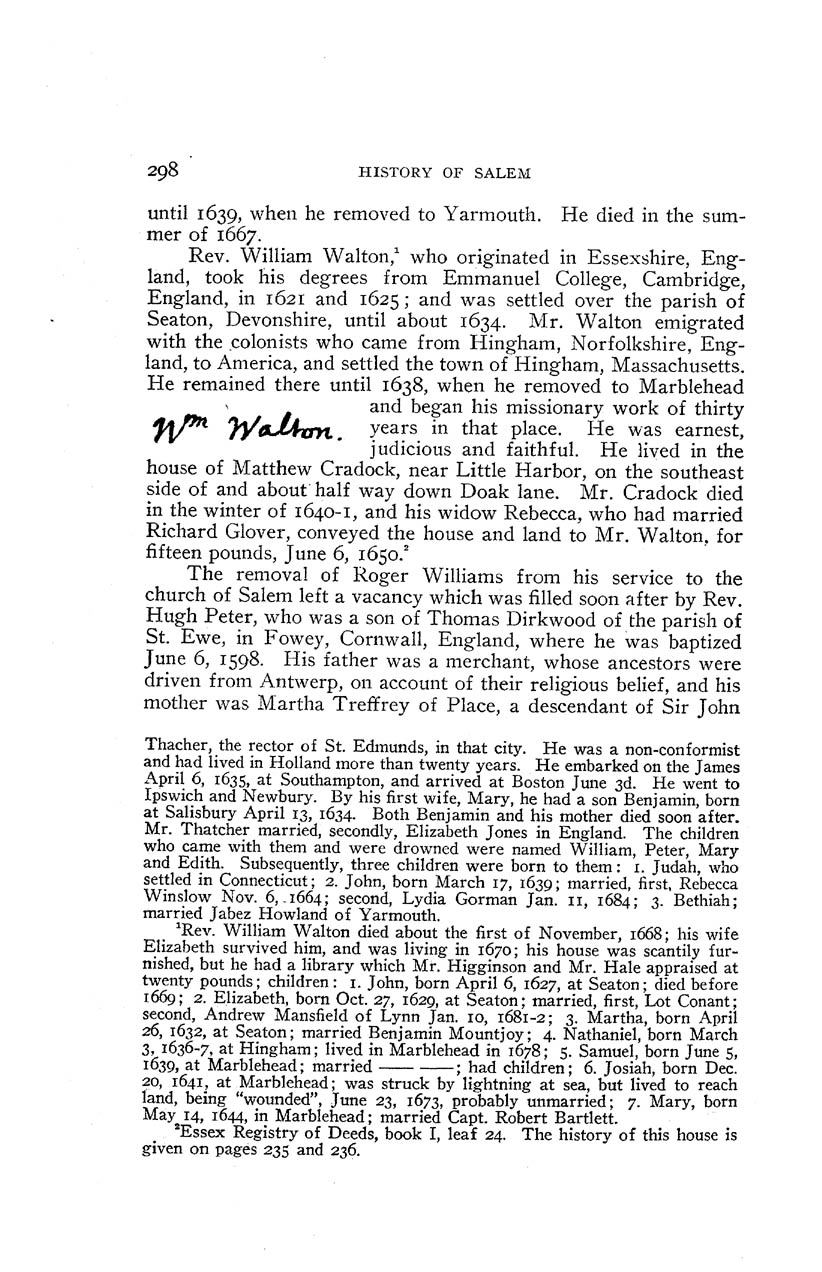 298 HISTORY OF SALEM
until 1639, when he removed to Yarmouth. He died in the sum-
mer of 1667.
Rev. William Walton,¹ who originated in Essexshire, Eng-
land, took his degrees from Emmanuel College, Cambridge,
England, in 1621 and 1625; and was settled over the parish of
Seaton, Devonshire, until about 1634. Mr. Walton emigrated
with the colonists who came from Hingham, Norfolkshire, Eng-
land, to America, and settled the town of Hingham, Massachusetts.
He remained there until 1638, when he removed to Marblehead
and began his missionary work of thirty
Wm Walton.
years in that place. He was earnest,
judicious and faithful. He lived in the
house of Matthew Cradock, near Little Harbor, on the southeast
side of and about half way down Doak lane. Mr. Cradock died
in the winter of 1640-1, and his widow Rebecca, who had married
Richard Glover, conveyed the house and land to Mr. Walton, for
fifteen pounds, June 6, 1650.²
The removal of Roger Williams from his service to the
church of Salem left a vacancy which was filled soon after by Rev.
Hugh Peter, who was a son of Thomas Dirkwood of the parish of
St. Ewe, in Fowey, Cornwall, England, where he was baptized
June 6, 1598. His father was a merchant, whose ancestors were
driven from Antwerp, on account of their religious belief, and his
mother was Martha Treffrey of Place, a descendant of Sir John
Thacher, the rector of St. Edmunds, in that city. He was a non-conformist
and had lived in Holland more than twenty years. He embarked on the James
April 6, 1635, at Southampton, and arrived at Boston June 3d. He went to
Ipswich and Newbury. By his first wife, Mary, he had a son Benjamin, born
at Salisbury April 13, 1634. Both Benjamin and his mother died soon after.
Mr. Thatcher married, secondly, Elizabeth Jones in England. The children
who came with them and were drowned were named William, Peter, Mary
and Edith. Subsequently, three children were born to them: 1. Judah, who
settled in Connecticut; 2. John, born March 17, 1639; married, first, Rebecca
Winslow Nov. 6, 1664; second, Lydia Gorman Jan. 11, 1684; 3. Bethiah;
married Jabez Howland of Yarmouth.
¹Rev. William Walton died about the first of November, 1668; his wife
Elizabeth survived him, and was living in 1670; his house was scantily fur-
nished, but he had a library which Mr. Higginson and Mr. Hale appraised at
twenty pounds; children: 1. John, born April 6, 1627, at Seaton; died before
1669; 2. Elizabeth, born Oct. 27, 1629, at Seaton; married, first, Lot Conant;
second, Andrew Mansfield of Lynn Jan. 10, 1681-2; 3. Martha, born April
26, 1632, at Seaton; married Benjamin Mountjoy; 4. Nathaniel, born March
3, 1636-7, at Hingham; lived in Marblehead in 1678; 5. Samuel, born June 5,
1639, at Marblehead; married —— ——; had children; 6. Josiah, born Dec.
20, 1641, at Marblehead; was struck by lightning at sea, but lived to reach
land, being "wounded", June 23, 1673, probably unmarried; 7. Mary, born
May 14, 1644, in Marblehead; married Capt. Robert Bartlett.
²Essex Registry of Deeds, book I, leaf 24. The history of this house is
given on pages 235 and 236.